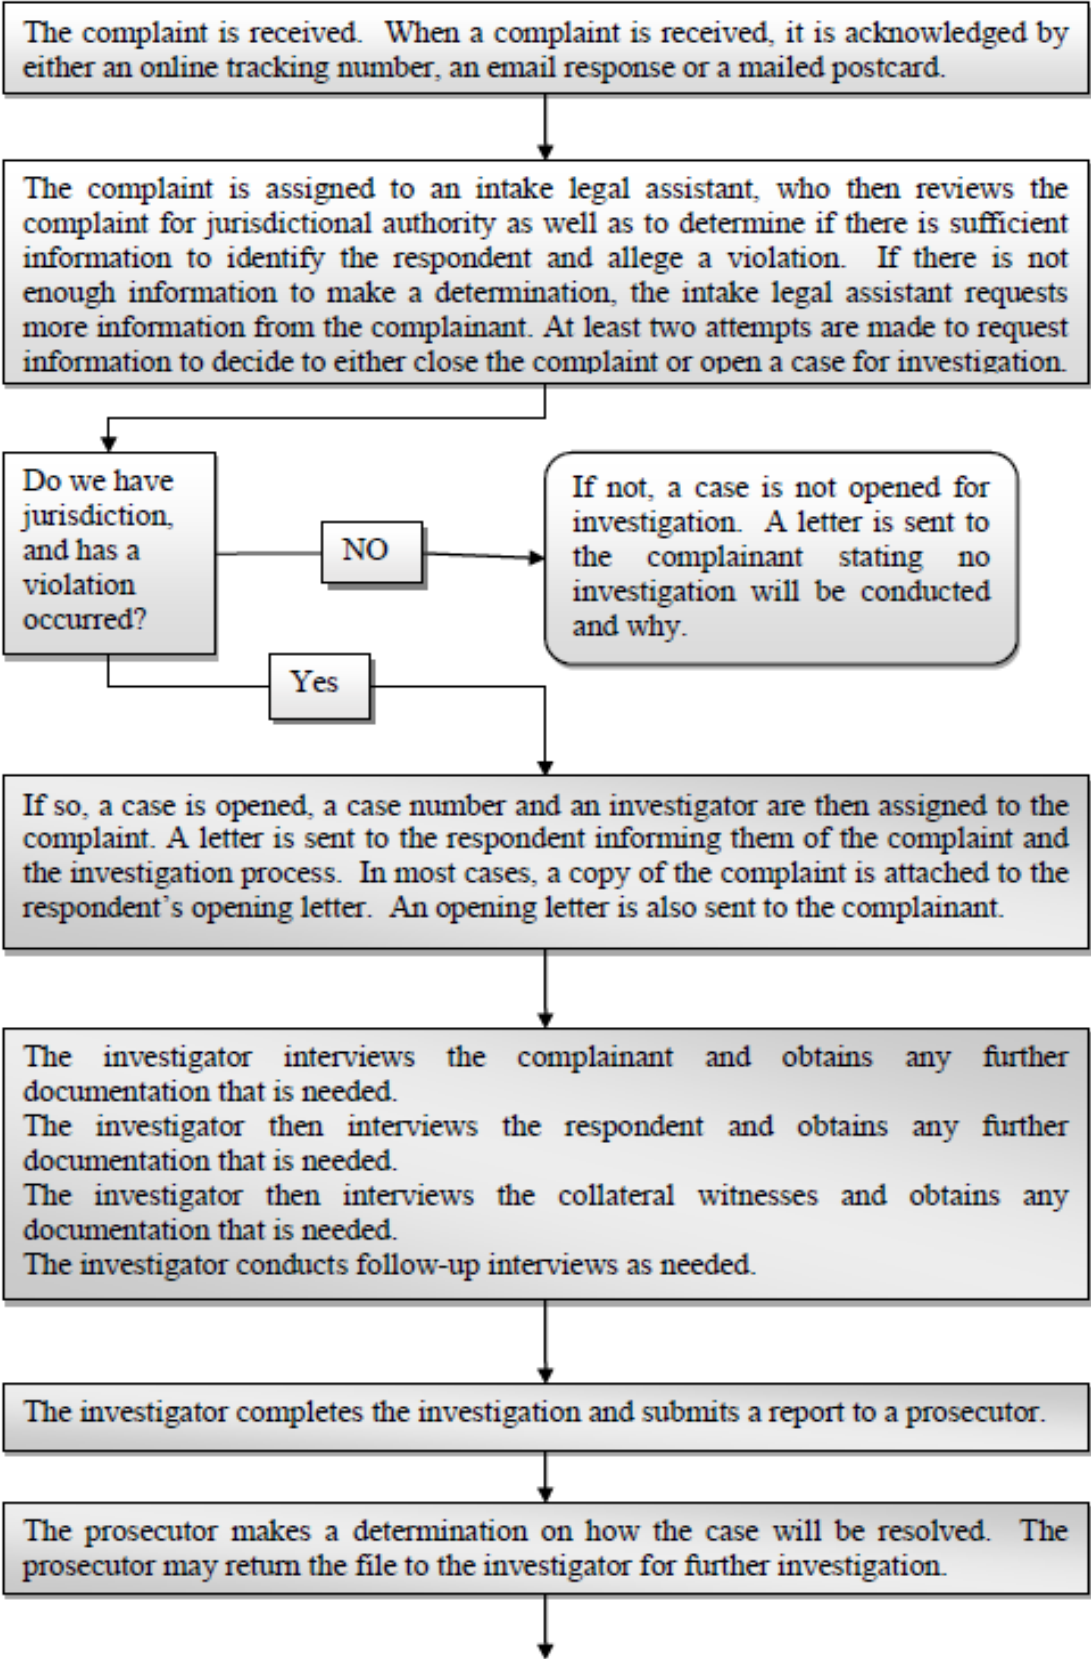 The complaint is received. When a complaint is received, it is acknowledged by
either an online tracking number, an email response or a mailed postcard.
The complaint is assigned to an intake legal assistant, who then reviews the
complaint for jurisdictional authority as well as to determine if there is sufficient
information to identify the respondent and allege a violation. If there is not
enough information to make a determination, the intake legal assistant requests
more information from the complainant. At least two attempts are made to request
information to decide to either close the complaint or open a case for investigation.
Do we have
jurisdiction,
and has a
violation
occurred?
NO
If not, a case is not opened for
investigation. A letter is sent to
the complainant stating no
investigation will be conducted
and why.
Yes
If so, a case is opened, a case number and an investigator are then assigned to the
complaint. A letter is sent to the respondent informing them of the complaint and
the investigation process. In most cases, a copy of the complaint is attached to the
respondent’s opening letter. An opening letter is also sent to the complainant.
The investigator interviews the complainant and obtains any further
documentation that is needed.
The investigator then interviews the respondent and obtains any further
documentation that is needed.
The investigator then interviews the collateral witnesses and obtains any
documentation that is needed.
The investigator conducts follow-up interviews as needed.
The investigator completes the investigation and submits a report to a prosecutor.
The prosecutor makes a determination on how the case will be resolved. The
prosecutor may return the file to the investigator for further investigation.